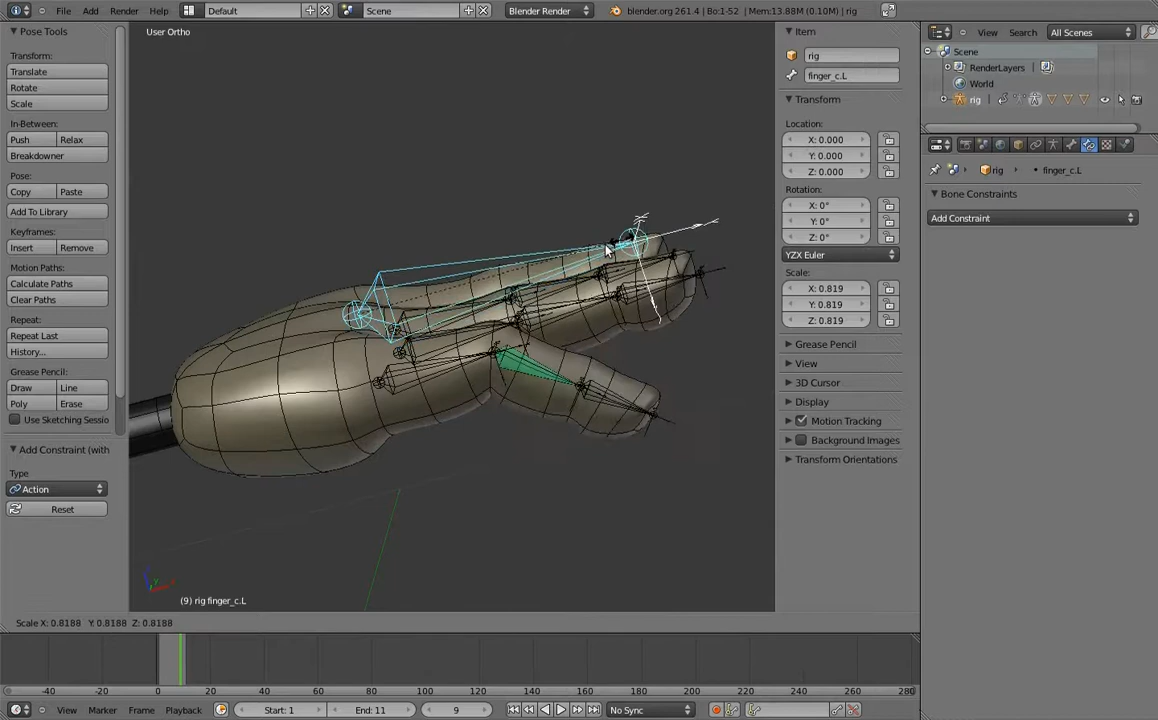 File Add Render Help Default Scene Blender Render blender.org 261.4 | Bo:1-52 | Mem:13.88M (0.10M) | rig
View Search All Scenes
Pose Tools
Transform:
Translate
Rotate
Scale
In-Between:
Push Relax
Breakdowner
Pose:
Copy Paste
Add To Library
Keyframes:
Insert Remove
Motion Paths:
Calculate Paths
Clear Paths
Repeat:
Repeat Last
History...
Grease Pencil:
Draw Line
Poly Erase
Use Sketching Sessio
Add Constraint (with
Type
Action
Reset
User Ortho
(9) rig finger_c.L
Scale X: 0.8188 Y: 0.8188 Z: 0.8188
Item
rig
finger_c.L
Transform
Location:
X: 0.000
Y: 0.000
Z: 0.000
Rotation:
X: 0°
Y: 0°
Z: 0°
YZX Euler
Scale:
X: 0.819
Y: 0.819
Z: 0.819
Grease Pencil
View
3D Cursor
Display
Motion Tracking
Background Images
Transform Orientations
Scene
RenderLayers
World
rig
rig finger_c.L
Bone Constraints
Add Constraint
-40 -20 0 20 40 60 80 100 120 140 160 180 200 220 240 260 280
View Marker Frame Playback Start: 1 End: 11 9 No Sync